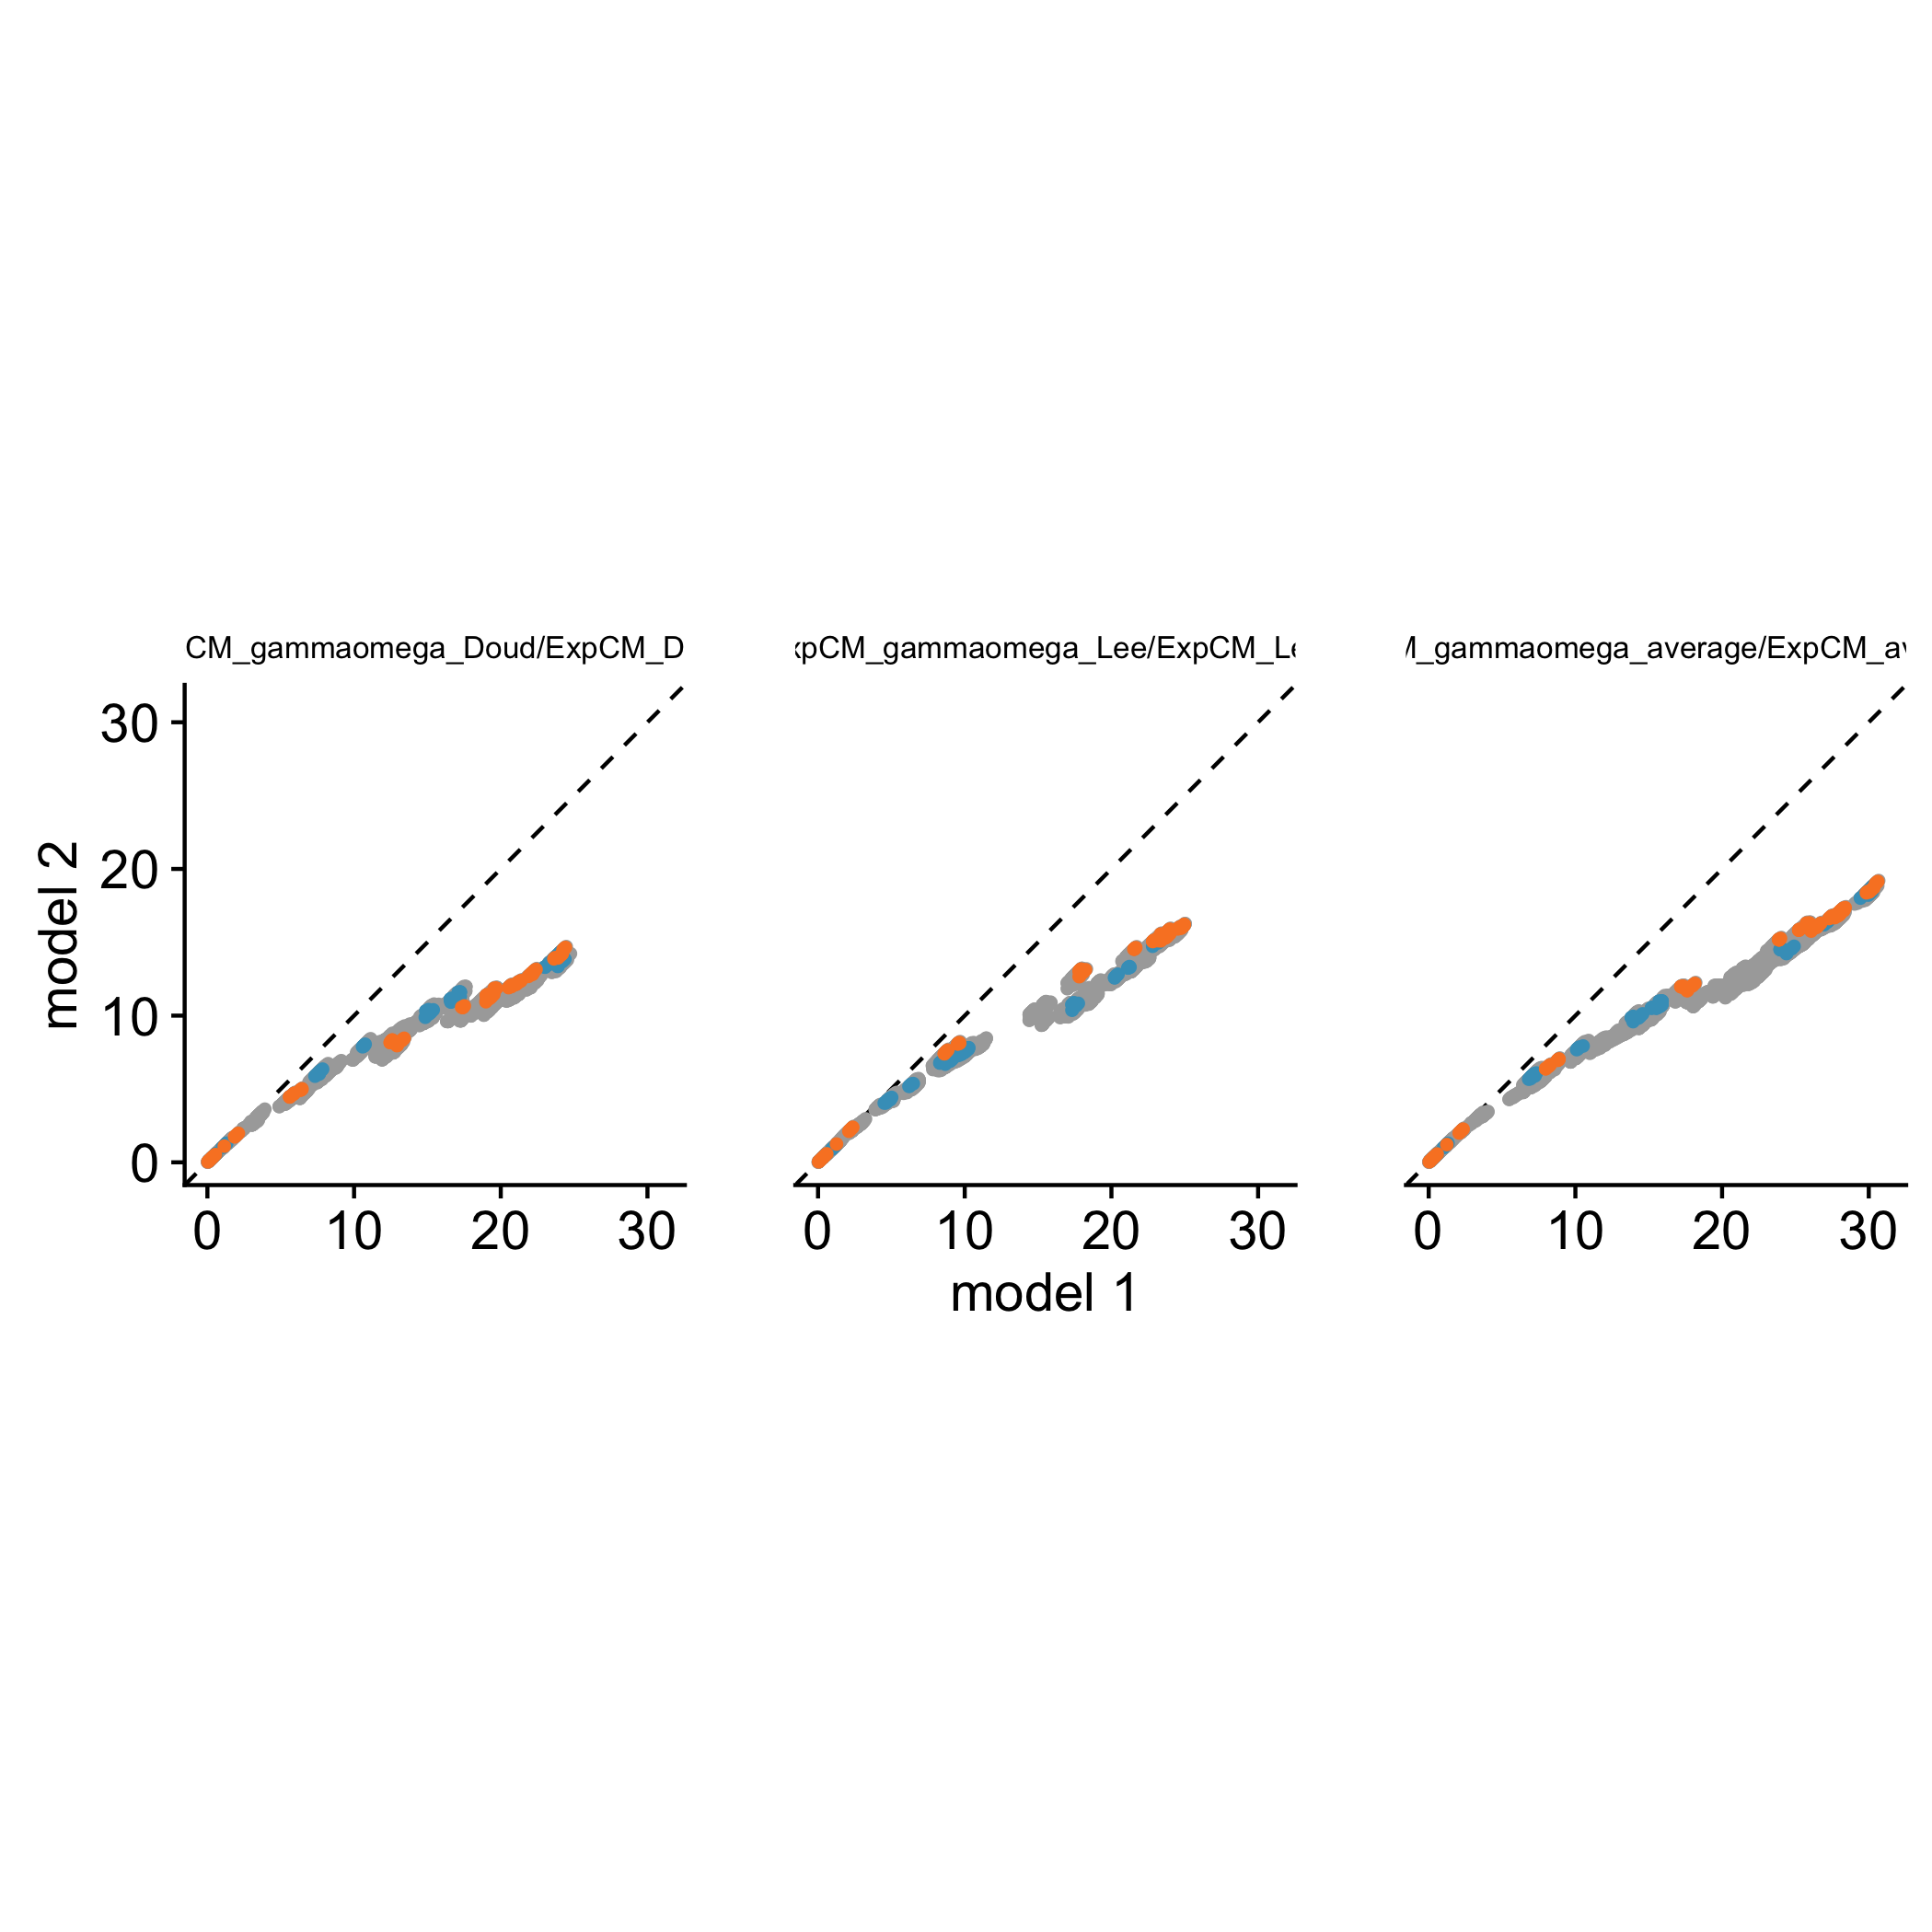 CM_gammaomega_Doud/ExpCM_D
pCM_gammaomega_Lee/ExpCM_Le
_gammaomega_average/ExpCM_a
model 2
30
20
10
0
0 10 20 30
0 10 20 30
0 10 20 30
model 1